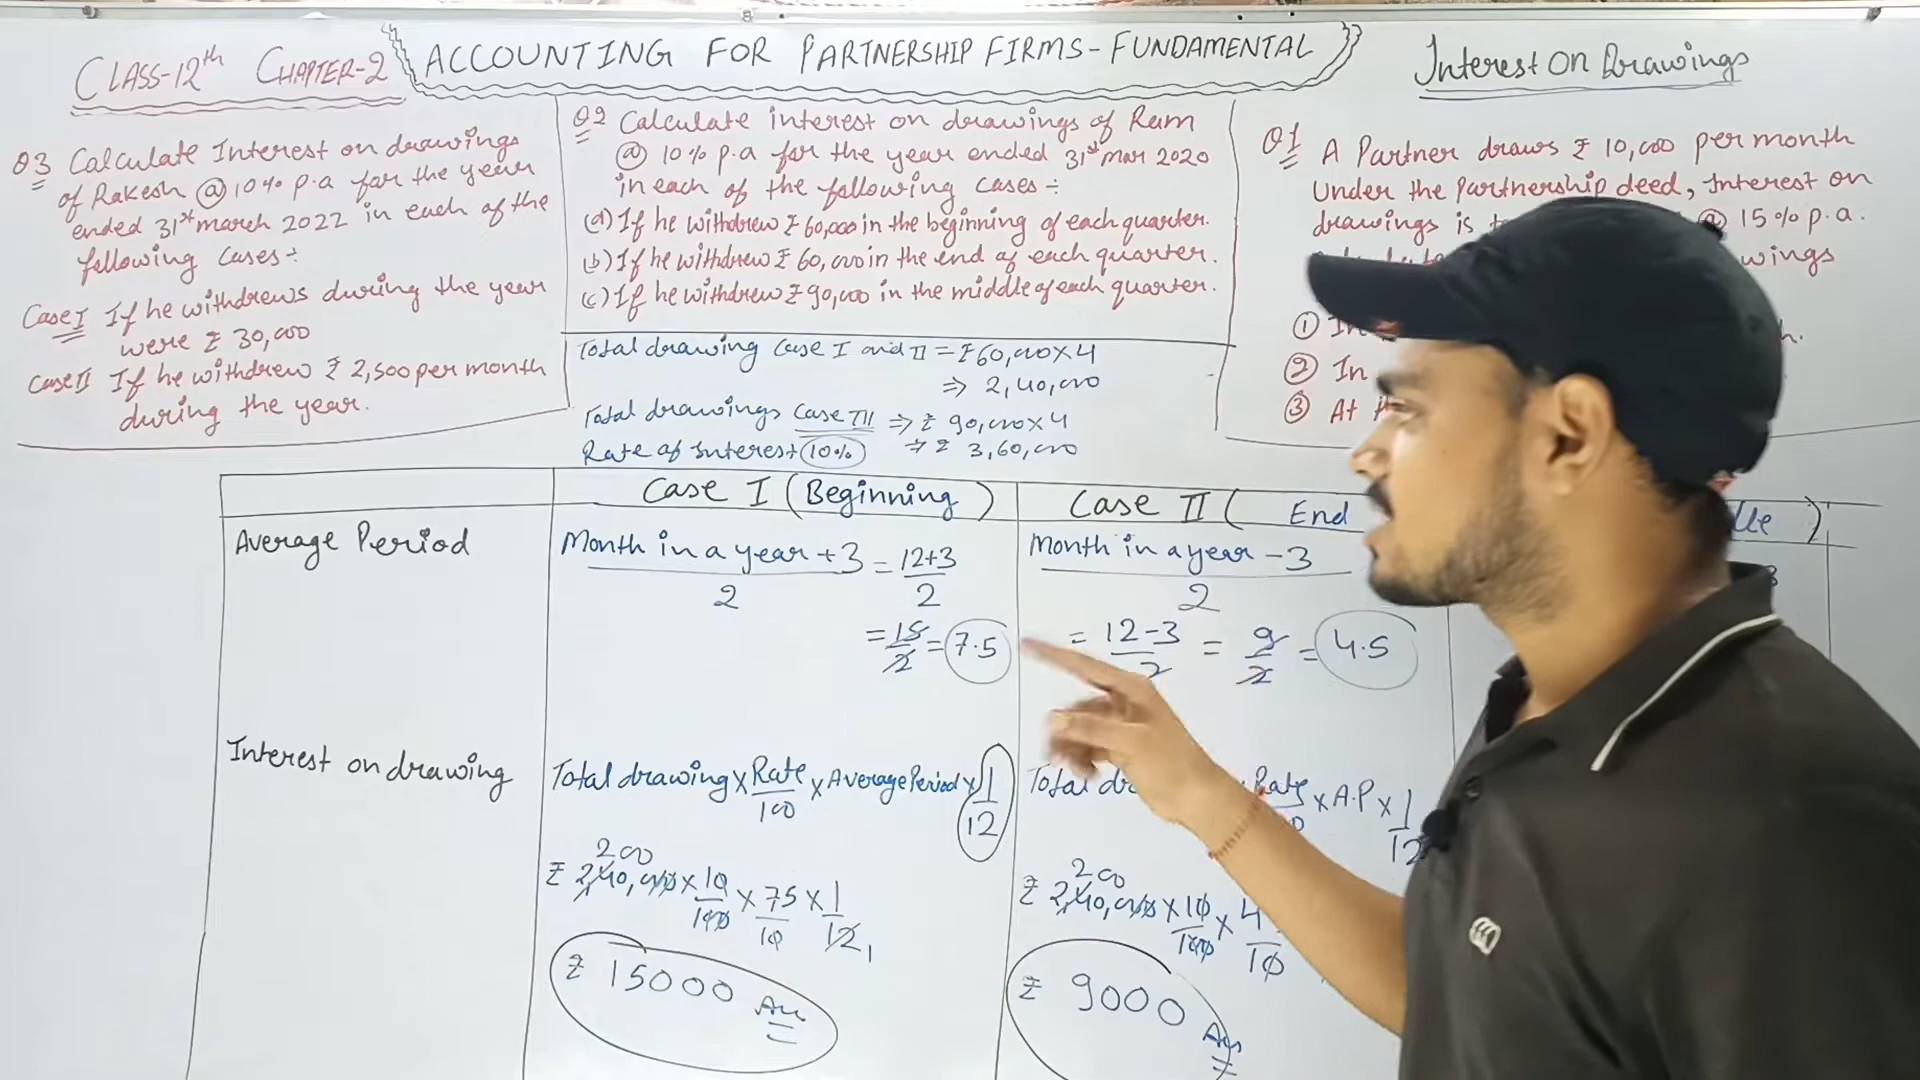 CLASS-12th CHAPTER-2 ACCOUNTING FOR PARTNERSHIP FIRMS-FUNDAMENTAL
Interest On Drawings
Q3 Calculate Interest on drawings
of Rakesh @ 10% p.a for the year
ended 31st march 2022 in each of the
following cases:-
Case I If he withdrews during the year
were ₹ 30,000
Case II If he withdrew ₹ 2,500 per month
during the year.
Q2 Calculate interest on drawings of Ram
@ 10% p.a for the year ended 31st Mar 2020
in each of the following cases :-
(a) If he withdrew ₹ 60,000 in the beginning of each quarter.
(b) If he withdrew ₹ 60,000 in the end of each quarter.
(c) If he withdrew ₹ 90,000 in the middle of each quarter.
Q1 A Partner draws ₹ 10,000 per month
Under the partnership deed, Interest on
drawings is @ 15% p.a.
① In
② In
③ At
Total drawing Case I and II = ₹ 60,000 x 4
⇒ 2,40,000
Total drawings Case III ⇒ ₹ 90,000 x 4
Rate of Interest 10% ⇒ ₹ 3,60,000
Case I (Beginning) Case II ( End
Average Period
Month in a year + 3 = 12+3
2 2
= 15 = 7.5
2
Month in a year - 3
2
= 12-3 = 9 = 4.5
2 2
Interest on drawing
Total drawing x Rate x Average Period x 1
100 12
200
₹ 2,40,000 x 10 x 75 x 1
100 10 12 1
₹ 15000 Ans
Total Rate x A.P x 1
12
200
₹ 2,40,000 x 10 x 4
100 10
₹ 9000 Ans